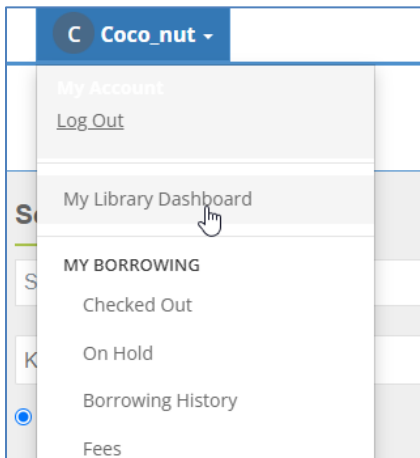 C Coco_nut
My Account
Log Out
My Library Dashboard
MY BORROWING
Checked Out
On Hold
Borrowing History
Fees